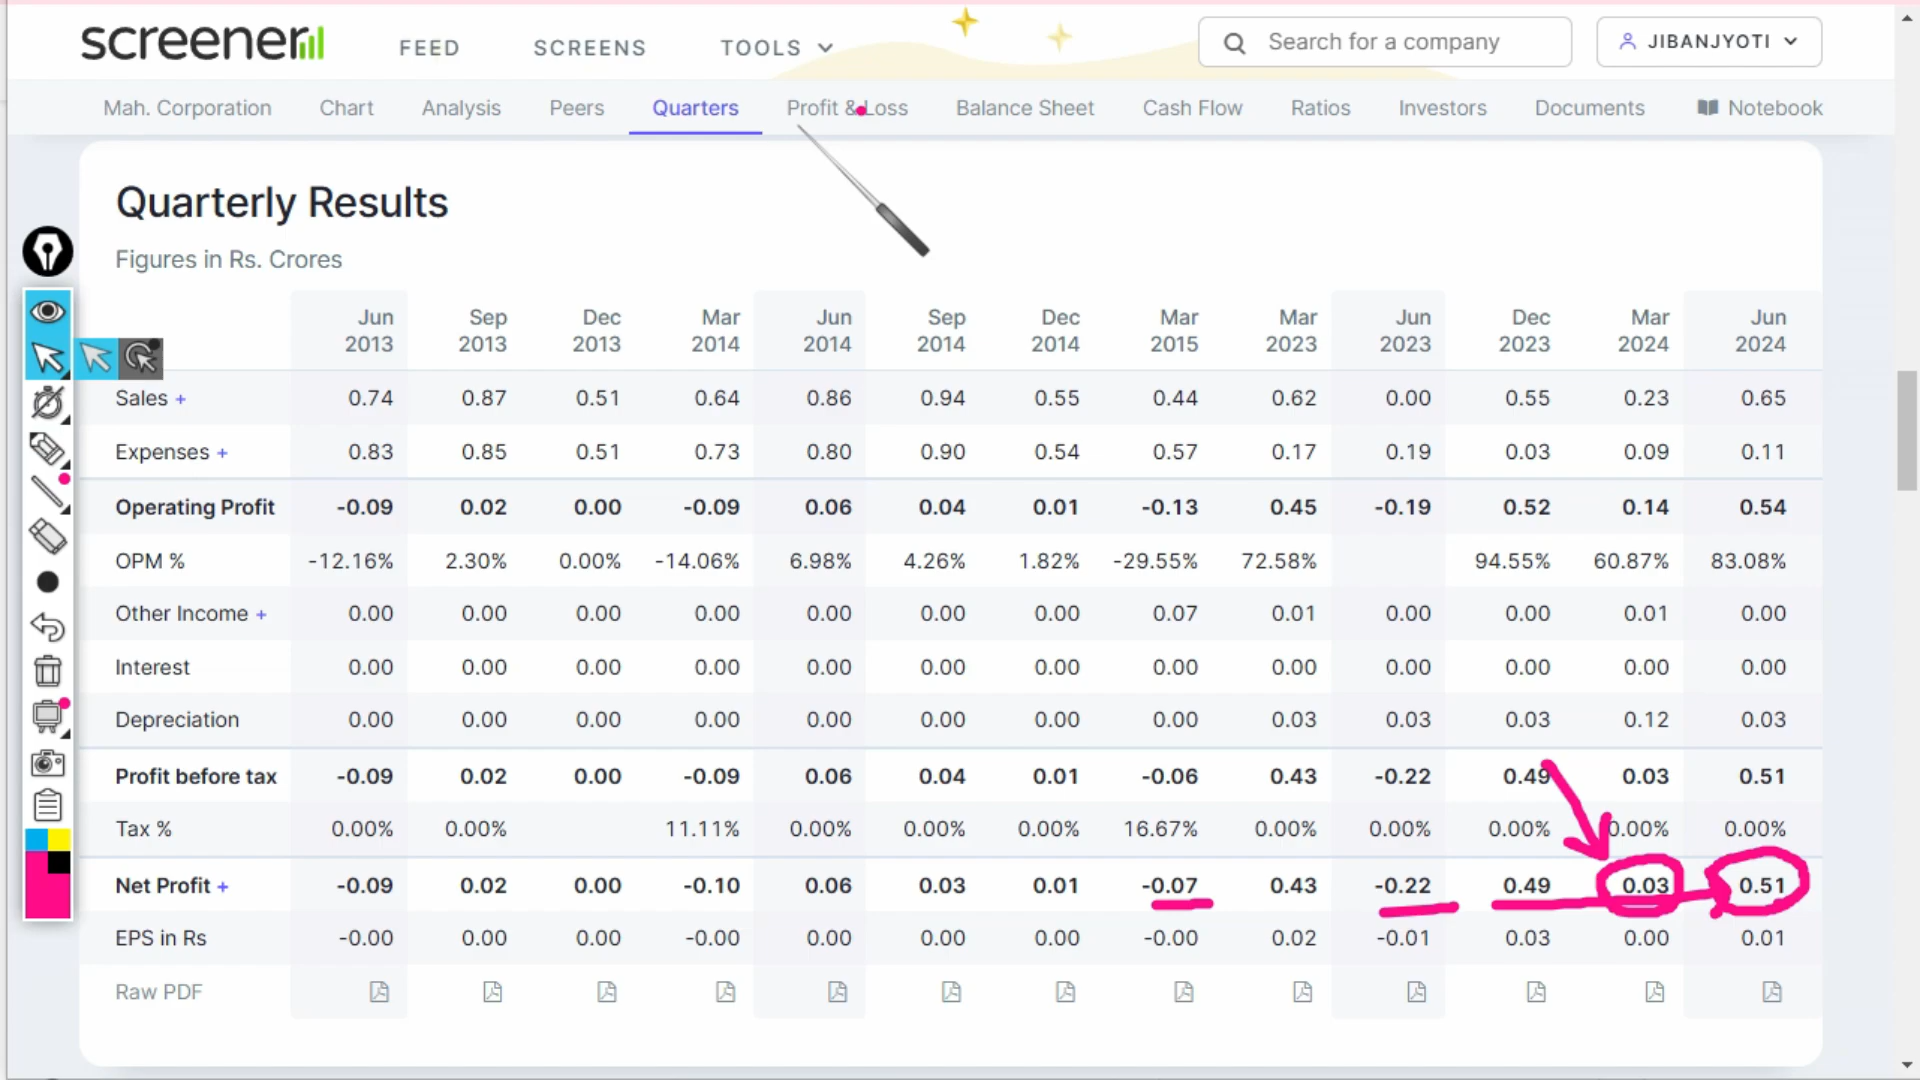 screener
FEED SCREENS TOOLS
Search for a company
JIBANJYOTI
Mah. Corporation Chart Analysis Peers Quarters Profit & Loss Balance Sheet Cash Flow Ratios Investors Documents Notebook
Quarterly Results
Figures in Rs. Crores
Jun 2013 Sep 2013 Dec 2013 Mar 2014 Jun 2014 Sep 2014 Dec 2014 Mar 2015 Mar 2023 Jun 2023 Dec 2023 Mar 2024 Jun 2024
Sales + 0.74 0.87 0.51 0.64 0.86 0.94 0.55 0.44 0.62 0.00 0.55 0.23 0.65
Expenses + 0.83 0.85 0.51 0.73 0.80 0.90 0.54 0.57 0.17 0.19 0.03 0.09 0.11
Operating Profit -0.09 0.02 0.00 -0.09 0.06 0.04 0.01 -0.13 0.45 -0.19 0.52 0.14 0.54
OPM % -12.16% 2.30% 0.00% -14.06% 6.98% 4.26% 1.82% -29.55% 72.58% 94.55% 60.87% 83.08%
Other Income + 0.00 0.00 0.00 0.00 0.00 0.00 0.00 0.07 0.01 0.00 0.00 0.01 0.00
Interest 0.00 0.00 0.00 0.00 0.00 0.00 0.00 0.00 0.00 0.00 0.00 0.00 0.00
Depreciation 0.00 0.00 0.00 0.00 0.00 0.00 0.00 0.00 0.03 0.03 0.03 0.12 0.03
Profit before tax -0.09 0.02 0.00 -0.09 0.06 0.04 0.01 -0.06 0.43 -0.22 0.49 0.03 0.51
Tax % 0.00% 0.00% 11.11% 0.00% 0.00% 0.00% 16.67% 0.00% 0.00% 0.00% 0.00% 0.00%
Net Profit + -0.09 0.02 0.00 -0.10 0.06 0.03 0.01 -0.07 0.43 -0.22 0.49 0.03 0.51
EPS in Rs -0.00 0.00 0.00 -0.00 0.00 0.00 0.00 -0.00 0.02 -0.01 0.03 0.00 0.01
Raw PDF